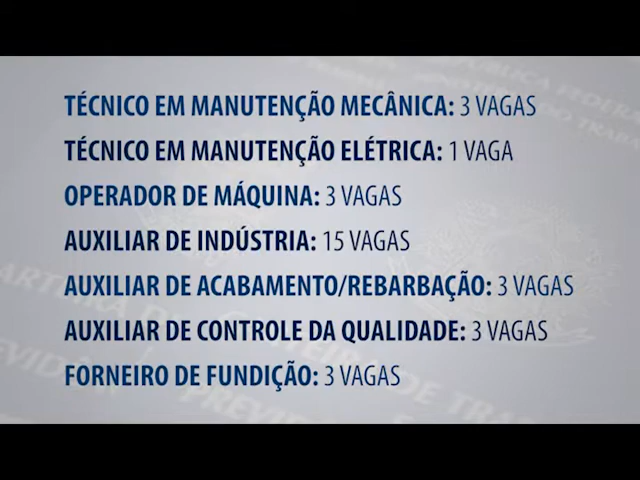 TÉCNICO EM MANUTENÇÃO MECÂNICA: 3 VAGAS
TÉCNICO EM MANUTENÇÃO ELÉTRICA: 1 VAGA
OPERADOR DE MÁQUINA: 3 VAGAS
AUXILIAR DE INDÚSTRIA: 15 VAGAS
AUXILIAR DE ACABAMENTO/REBARBAÇÃO: 3 VAGAS
AUXILIAR DE CONTROLE DA QUALIDADE: 3 VAGAS
FORNEIRO DE FUNDIÇÃO: 3 VAGAS